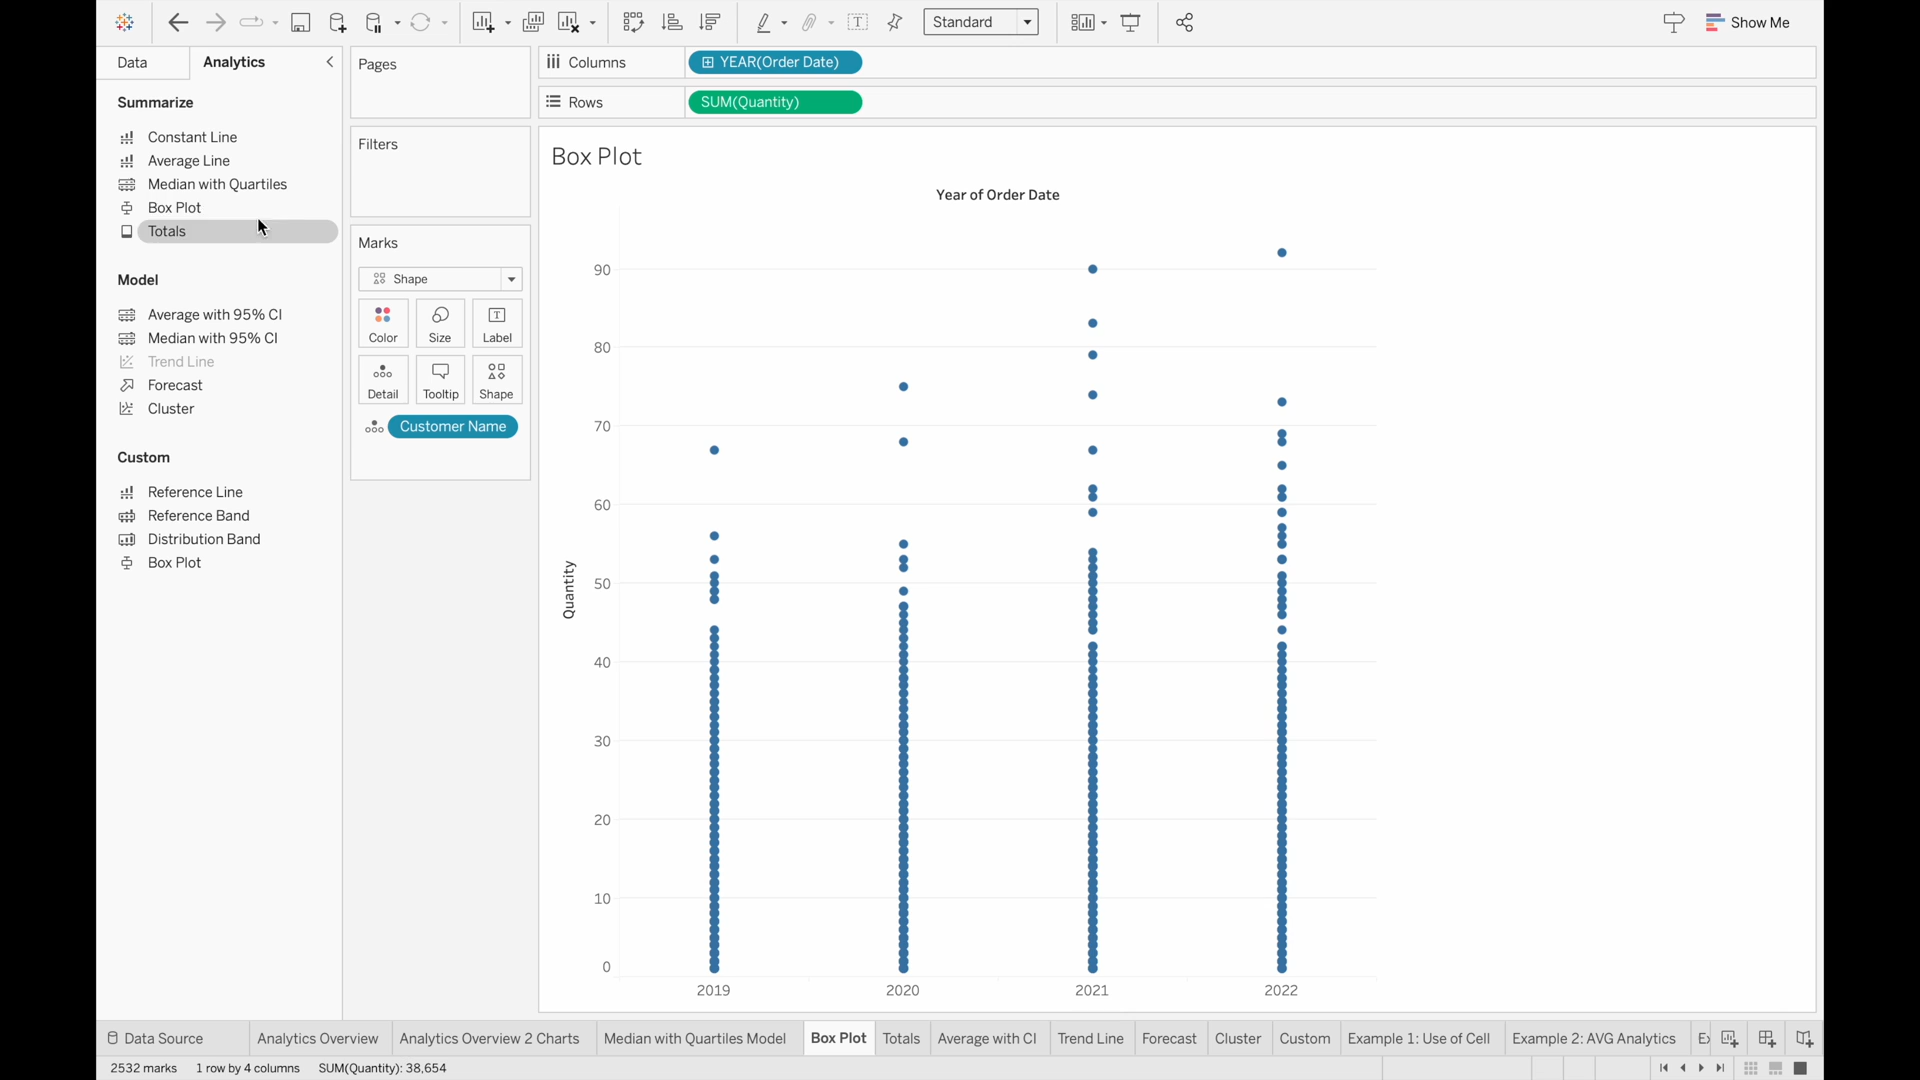 Standard
Show Me
Data
Analytics
Summarize
Constant Line
Average Line
Median with Quartiles
Box Plot
Totals
Model
Average with 95% CI
Median with 95% CI
Trend Line
Forecast
Cluster
Custom
Reference Line
Reference Band
Distribution Band
Box Plot
Pages
Filters
Marks
Shape
Color
Size
Label
Detail
Tooltip
Shape
Customer Name
Columns
YEAR(Order Date)
Rows
SUM(Quantity)
Box Plot
Year of Order Date
Quantity
90
80
70
60
50
40
30
20
10
0
2019
2020
2021
2022
Data Source
Analytics Overview
Analytics Overview 2 Charts
Median with Quartiles Model
Box Plot
Totals
Average with CI
Trend Line
Forecast
Cluster
Custom
Example 1: Use of Cell
Example 2: AVG Analytics
2532 marks
1 row by 4 columns
SUM(Quantity): 38,654